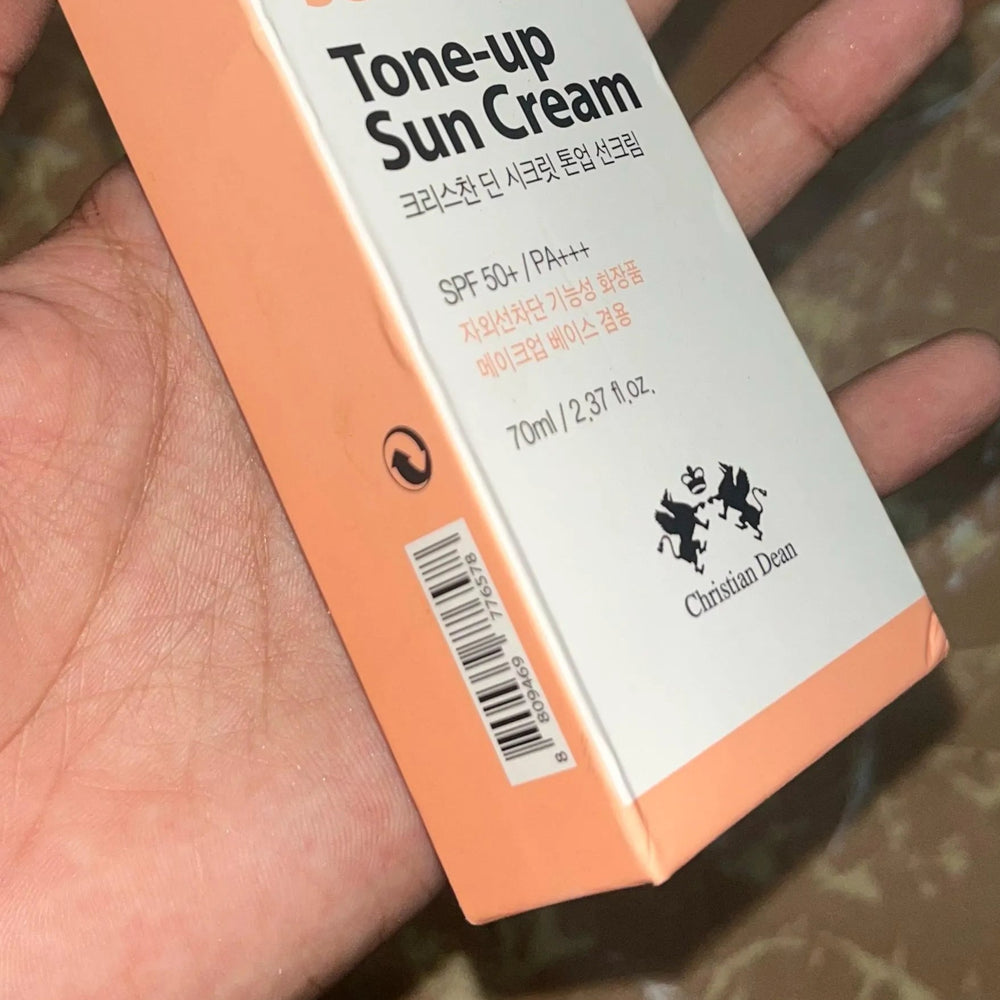 Tone-up
Sun Cream
크리스찬 딘 시크릿 톤업 선크림
SPF 50+ / PA+++
자외선차단 기능성 화장품
메이크업 베이스 겸용
70ml / 2.37 fl.oz.
Christian Dean
8 809469 776578